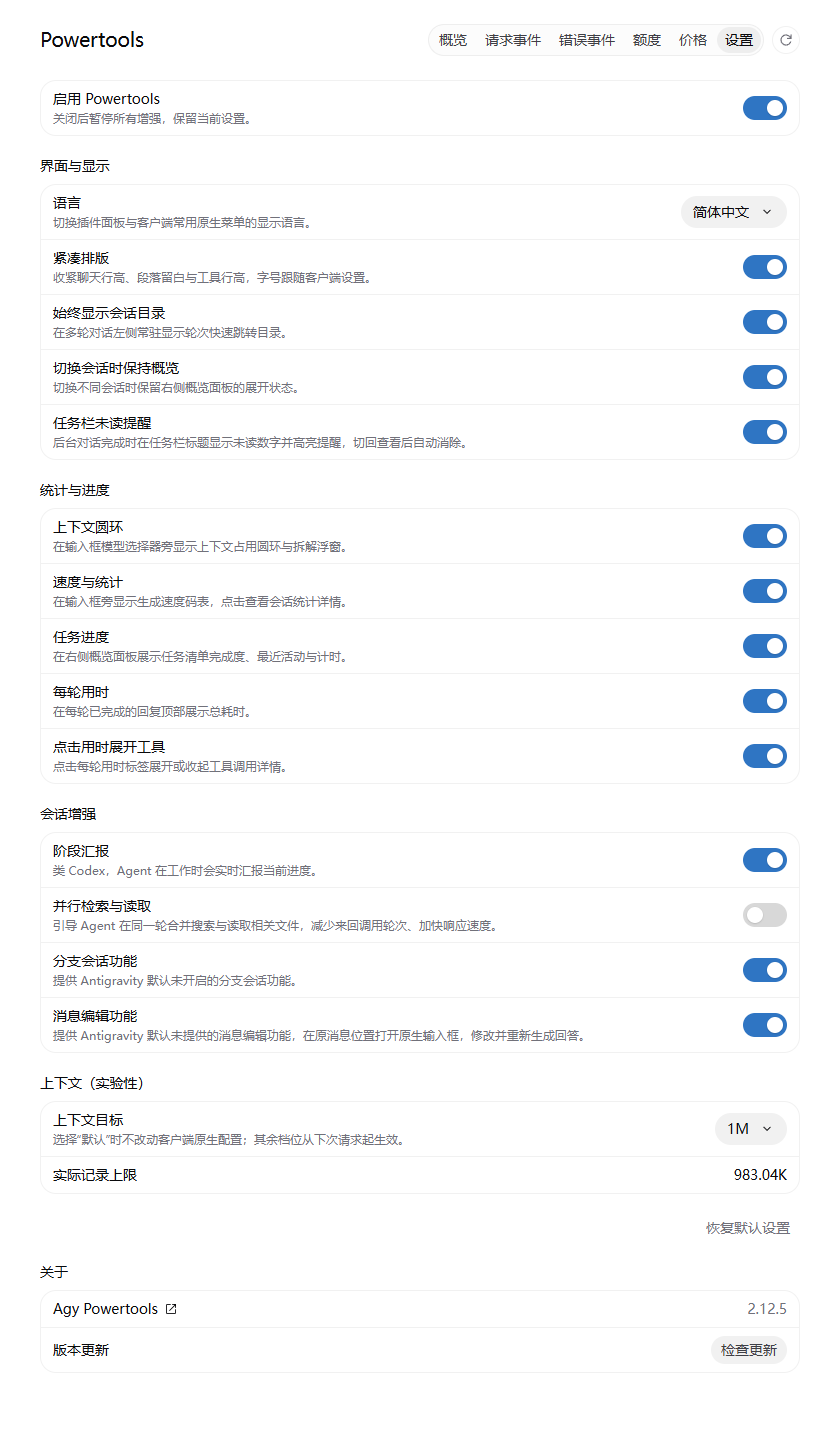 Powertools
概览 请求事件 错误事件 额度 价格 设置
启用 Powertools
关闭后暂停所有增强，保留当前设置。
界面与显示
语言
切换插件面板与客户端常用原生菜单的显示语言。
简体中文
紧凑排版
收紧聊天行高、段落留白与工具行高，字号跟随客户端设置。
始终显示会话目录
在多轮对话左侧常驻显示轮次快速跳转目录。
切换会话时保持概览
切换不同会话时保留右侧概览面板的展开状态。
任务栏未读提醒
后台对话完成时在任务栏标题显示未读数字并高亮提醒，切回查看后自动消除。
统计与进度
上下文圆环
在输入框模型选择器旁显示上下文占用圆环与拆解浮窗。
速度与统计
在输入框旁显示生成速度码表，点击查看会话统计详情。
任务进度
在右侧概览面板展示任务清单完成度、最近活动与计时。
每轮用时
在每轮已完成的回复顶部展示总耗时。
点击用时展开工具
点击每轮用时标签展开或收起工具调用详情。
会话增强
阶段汇报
类 Codex，Agent 在工作时会实时汇报当前进度。
并行检索与读取
引导 Agent 在同一轮合并搜索与读取相关文件，减少来回调用轮次、加快响应速度。
分支会话功能
提供 Antigravity 默认未开启的分支会话功能。
消息编辑功能
提供 Antigravity 默认未提供的消息编辑功能，在原消息位置打开原生输入框，修改并重新生成回答。
上下文（实验性）
上下文目标
选择“默认”时不改动客户端原生配置；其余档位从下次请求起生效。
1M
实际记录上限 983.04K
恢复默认设置
关于
Agy Powertools 2.12.5
版本更新 检查更新